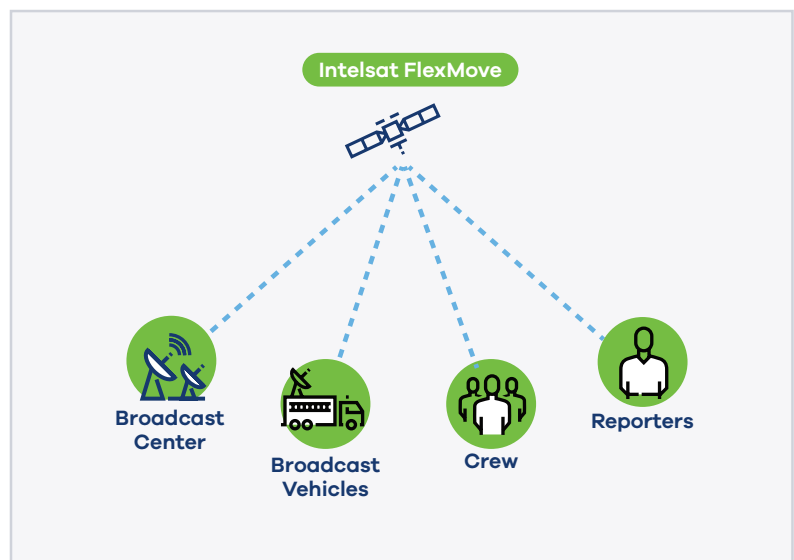 Intelsat FlexMove
Broadcast
Center
Broadcast
Vehicles
Crew
Reporters